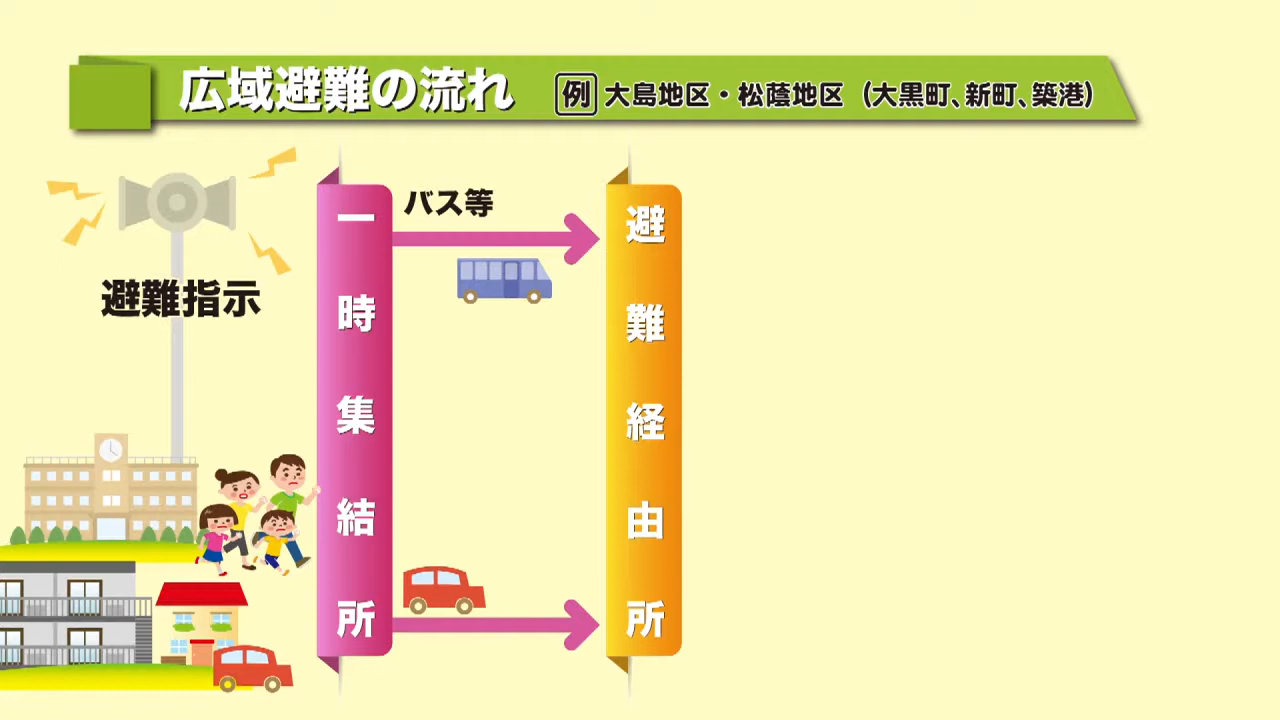 広域避難の流れ 例 大島地区・松蔭地区（大黒町、新町、築港）
避難指示
一時集結所
バス等
避難経由所